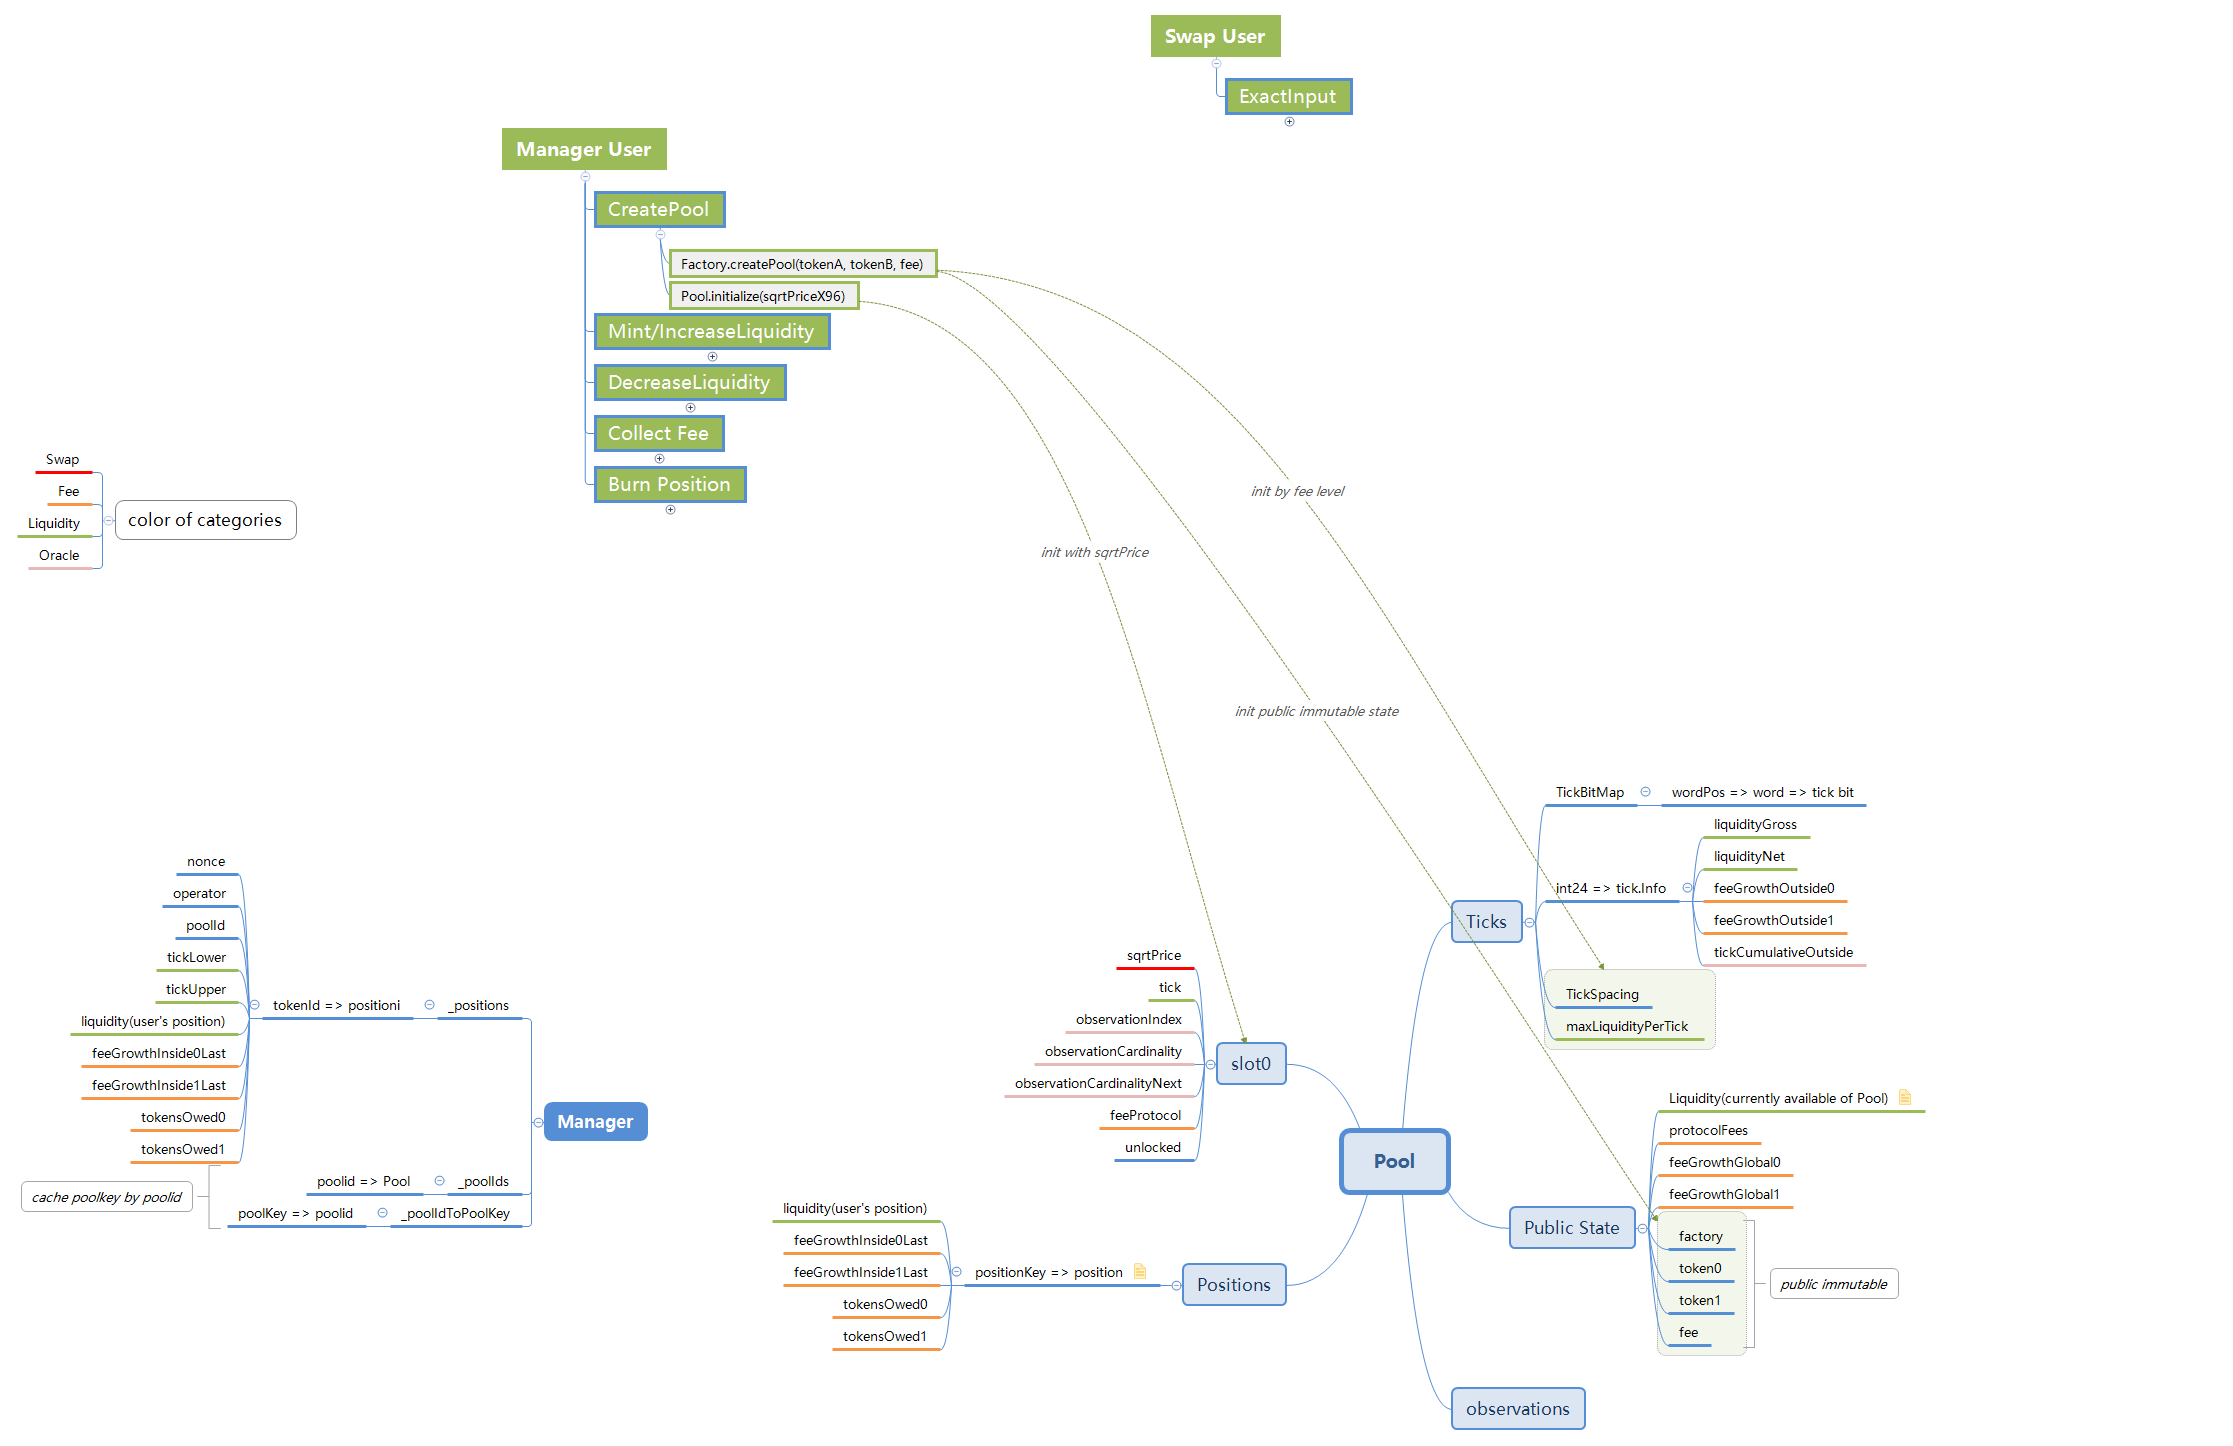 Swap User
ExactInput
Manager User
CreatePool
Factory.createPool(tokenA, tokenB, fee)
Pool.initialize(sqrtPriceX96)
Mint/IncreaseLiquidity
DecreaseLiquidity
Collect Fee
Burn Position
Swap
Fee
Liquidity
Oracle
color of categories
init by fee level
init with sqrtPrice
init public immutable state
nonce
operator
poolId
tickLower
tickUpper
liquidity(user's position)
feeGrowthInside0Last
feeGrowthInside1Last
tokensOwed0
tokensOwed1
tokenId => positioni
_positions
poolid => Pool
_poolIds
poolKey => poolid
_poolIdToPoolKey
cache poolkey by poolid
Manager
sqrtPrice
tick
observationIndex
observationCardinality
observationCardinalityNext
feeProtocol
unlocked
slot0
liquidity(user's position)
feeGrowthInside0Last
feeGrowthInside1Last
tokensOwed0
tokensOwed1
positionKey => position
Positions
Pool
Ticks
TickBitMap
wordPos => word => tick bit
int24 => tick.Info
liquidityGross
liquidityNet
feeGrowthOutside0
feeGrowthOutside1
tickCumulativeOutside
TickSpacing
maxLiquidityPerTick
Public State
Liquidity(currently available of Pool)
protocolFees
feeGrowthGlobal0
feeGrowthGlobal1
factory
token0
token1
fee
public immutable
observations